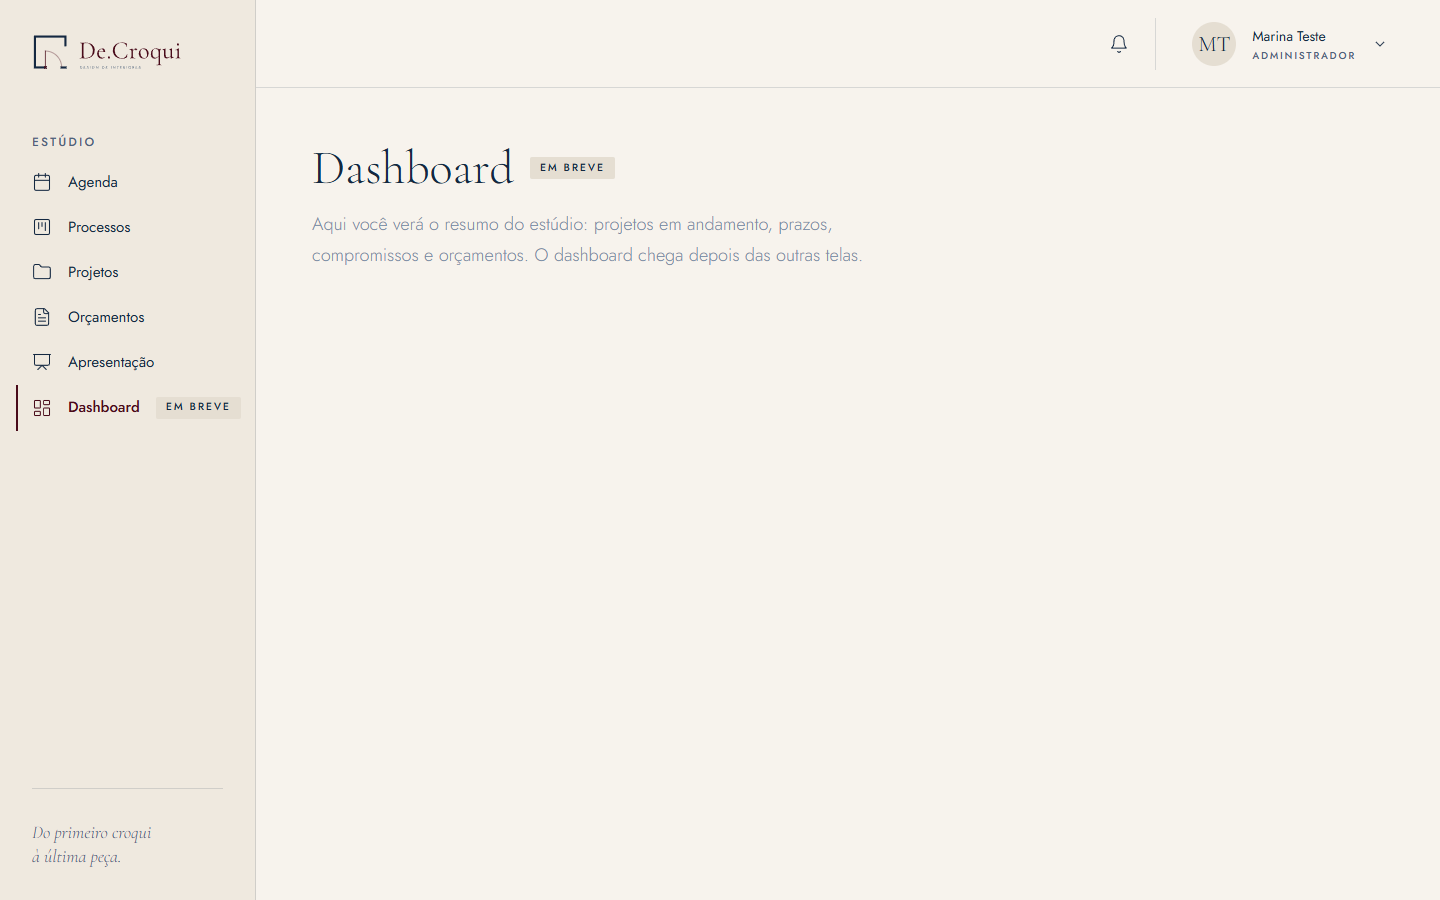 De.Croqui
DESIGN DE INTERIORES
MT
Marina Teste
ADMINISTRADOR
ESTÚDIO
Agenda
Processos
Projetos
Orçamentos
Apresentação
Dashboard EM BREVE
Do primeiro croqui
à última peça.
Dashboard EM BREVE
Aqui você verá o resumo do estúdio: projetos em andamento, prazos,
compromissos e orçamentos. O dashboard chega depois das outras telas.